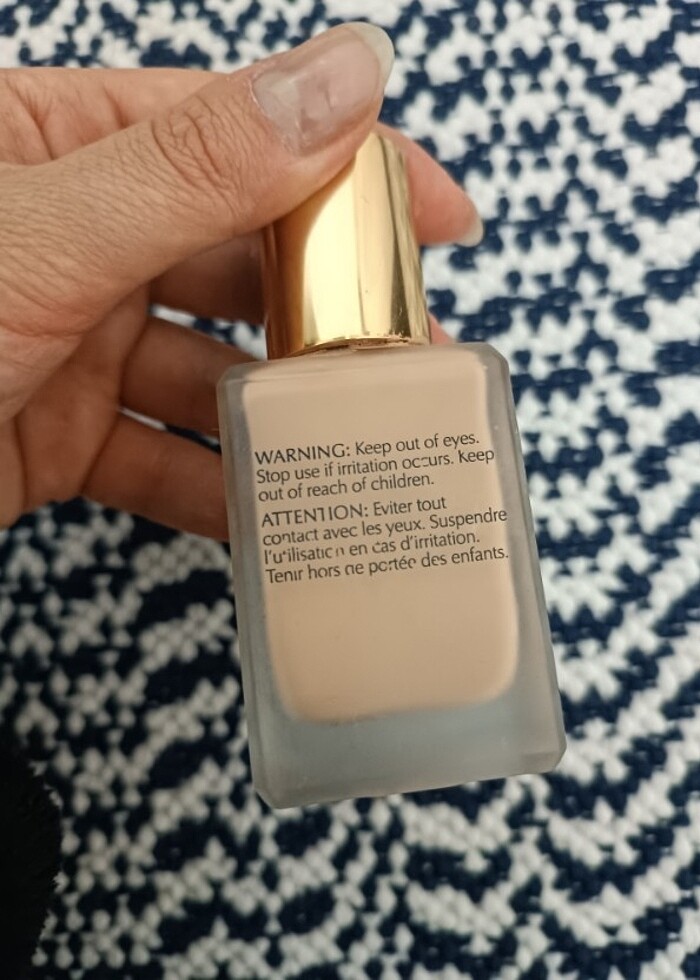 WARNING: Keep out of eyes.
Stop use if irritation occurs. Keep
out of reach of children.
ATTENTION: Eviter tout
contact avec les yeux. Suspendre
l'utilisation en cas d'irritation.
Tenir hors de portée des enfants.